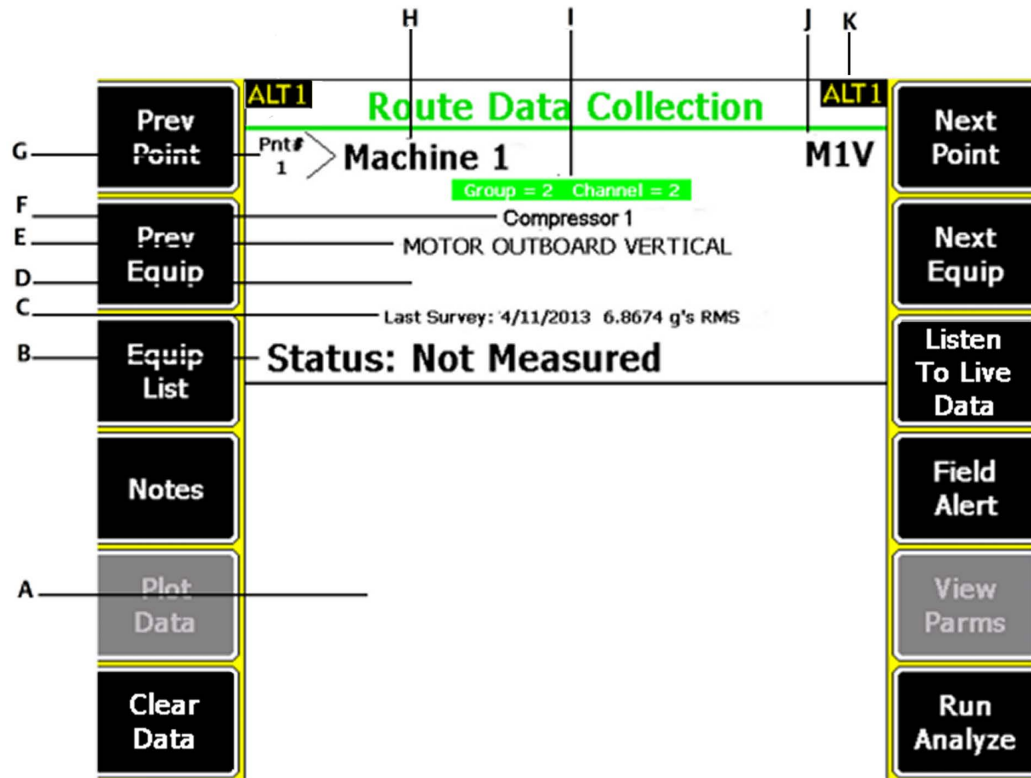 H
I
J
K
ALT1
Route Data Collection
ALT1
Prev
Point
Next
Point
G
Pnt#
1
Machine 1
M1V
Group = 2 Channel = 2
F
Compressor 1
E
Prev
Equip
MOTOR OUTBOARD VERTICAL
Next
Equip
D
C
Last Survey: 4/11/2013 6.8674 g's RMS
B
Equip
List
Status: Not Measured
Listen
To Live
Data
Notes
Field
Alert
A
Plot
Data
View
Parms
Clear
Data
Run
Analyze